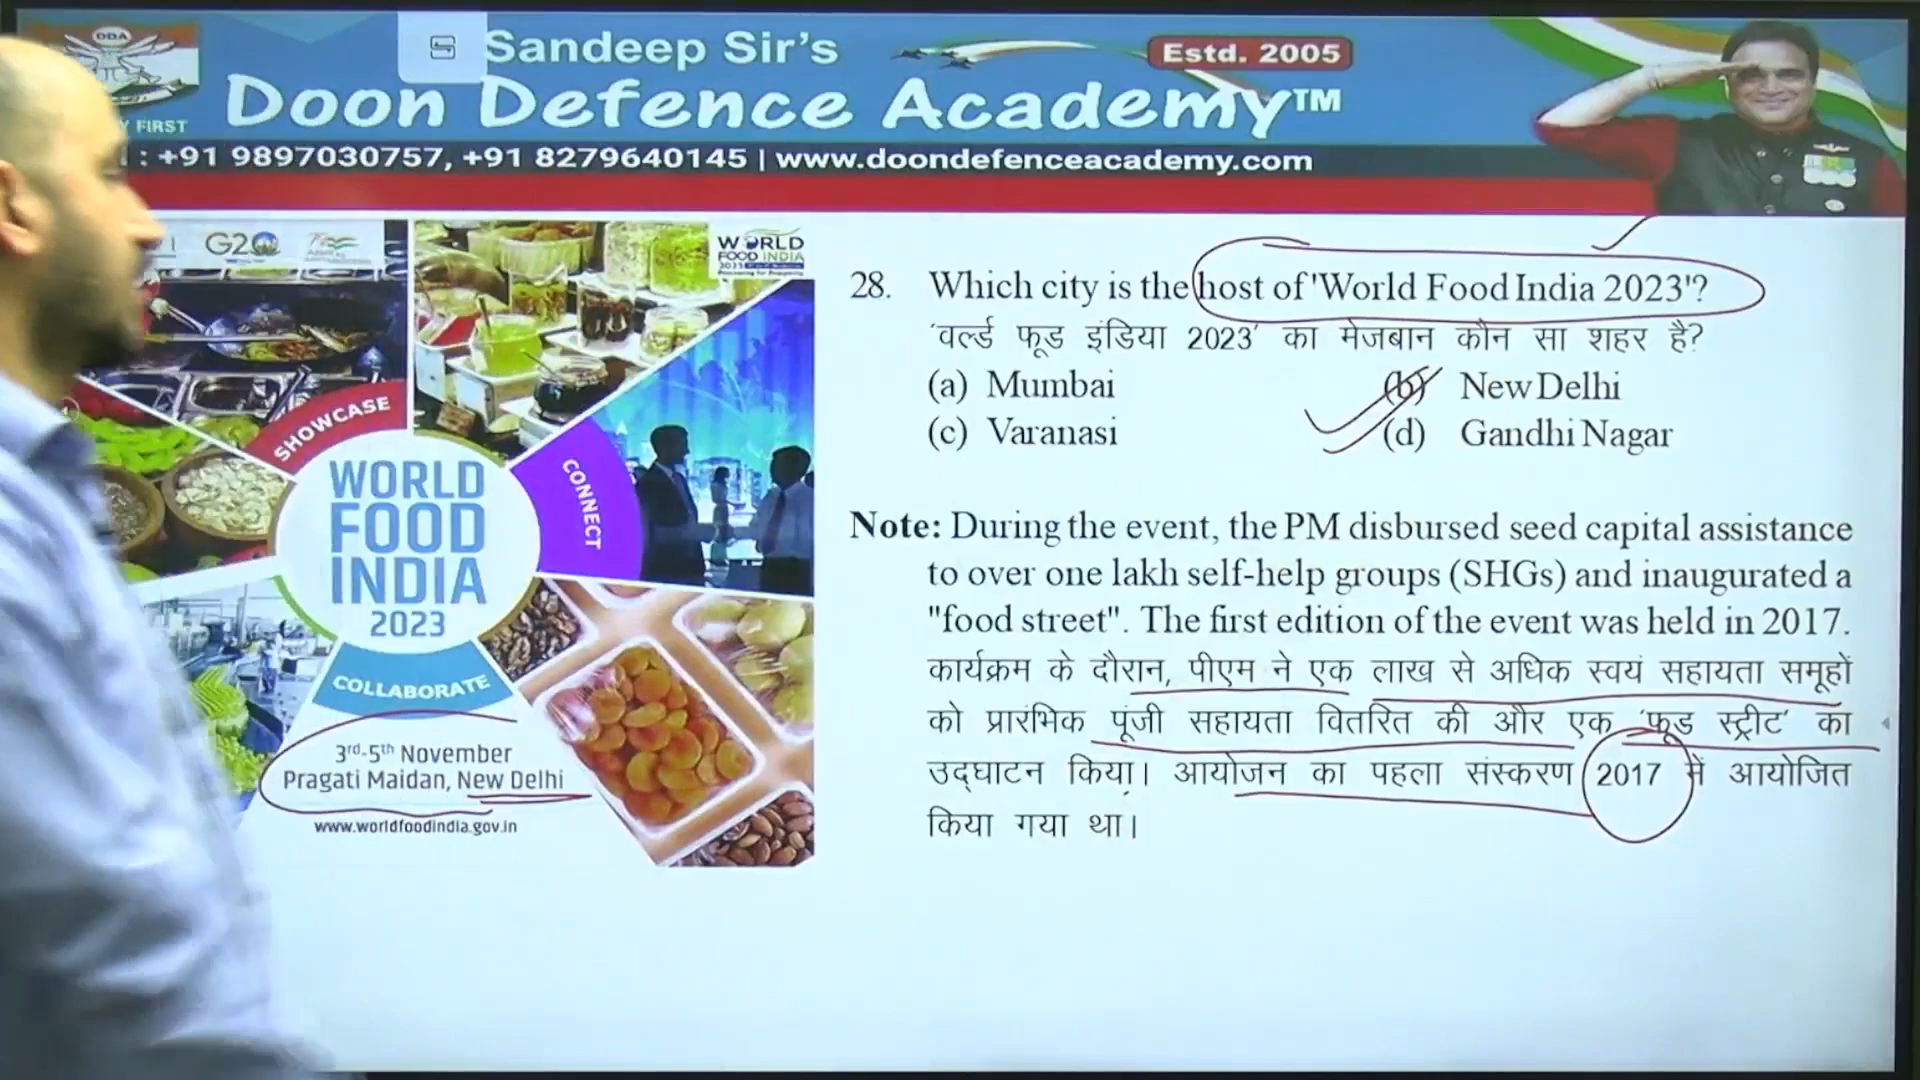 DDA
Sandeep Sir's
Estd. 2005
Doon Defence Academy™
FIRST
: +91 9897030757, +91 8279640145 | www.doondefenceacademy.com
G20
WORLD
FOOD INDIA
2023
SHOWCASE
CONNECT
WORLD
FOOD
INDIA
2023
COLLABORATE
3rd-5th November
Pragati Maidan, New Delhi
www.worldfoodindia.gov.in
28. Which city is the host of 'World Food India 2023'?
'वर्ल्ड फूड इंडिया 2023' का मेजबान कौन सा शहर है?
(a) Mumbai (b) New Delhi
(c) Varanasi (d) Gandhi Nagar
Note: During the event, the PM disbursed seed capital assistance
to over one lakh self-help groups (SHGs) and inaugurated a
"food street". The first edition of the event was held in 2017.
कार्यक्रम के दौरान, पीएम ने एक लाख से अधिक स्वयं सहायता समूहों
को प्रारंभिक पूंजी सहायता वितरित की और एक 'फूड स्ट्रीट' का
उद्घाटन किया। आयोजन का पहला संस्करण 2017 में आयोजित
किया गया था।